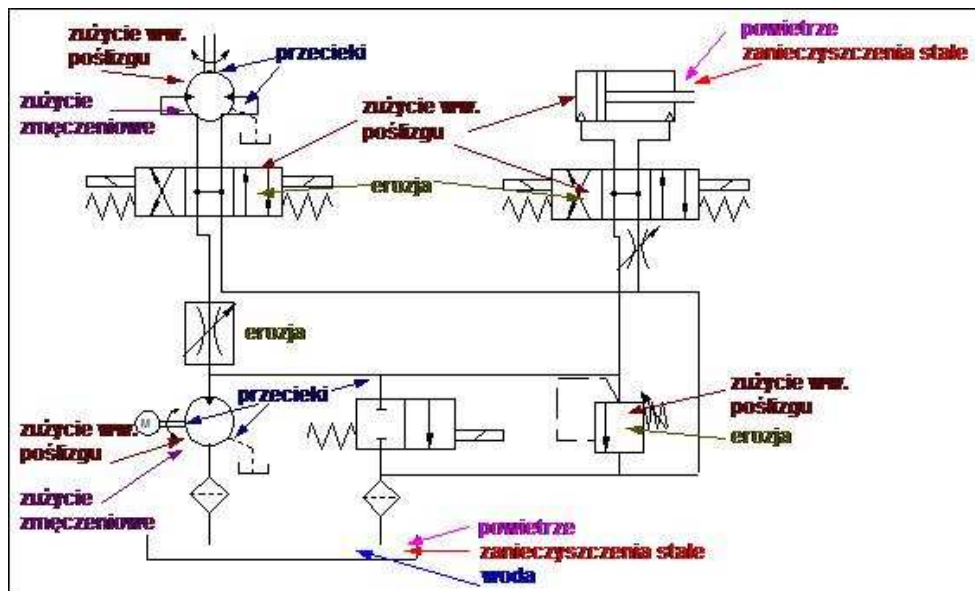 zużycie ww.
poślizgu
przecieki
zużycie
zmęczeniowe
powietrze
zanieczyszczenia stałe
zużycie ww.
poślizgu
erozja
erozja
przecieki
M
zużycie ww.
poślizgu
zużycie
zmęczeniowe
zużycie ww.
poślizgu
erozja
powietrze
zanieczyszczenia stałe
woda